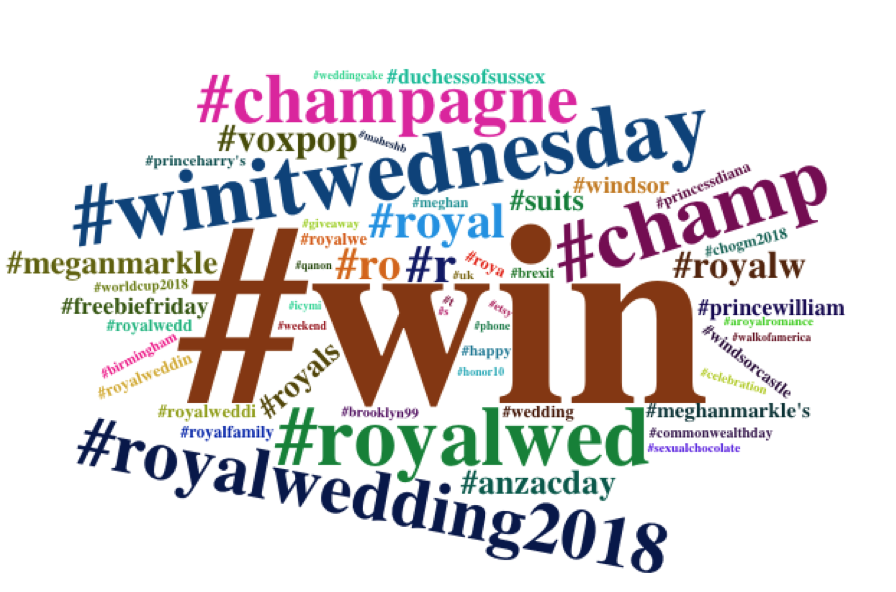 #weddingcake #duchessofsussex
#champagne
#voxpop #maheshb
#princeharry's
#winitwednesday
#windsor #princessdiana
#meghan #suits #champ
#giveaway #royal
#royalwe #chogm2018
#meganmarkle #qanon #ro #r #roya #brexit #royalw
#uk
#worldcup2018
#freebiefriday #icymi #win #t #etsy #princewilliam
#s
#royalwedd #weekend #phone #aroyalromance
#birmingham #walkofamerica
#royalweddin #royals #happy #windsorcastle
#honor10 #celebration
#royalweddi #brooklyn99 #wedding #meghanmarkle's
#royalfamily #royalwed #commonwealthday
#sexualchocolate
#royalwedding2018 #anzacday